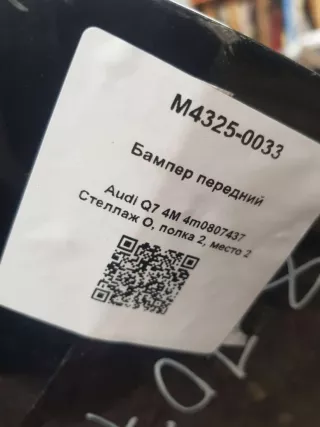 M4325-0033
Бампер передний
Audi Q7 4M 4m0807437
Стеллаж О, полка 2, место 2